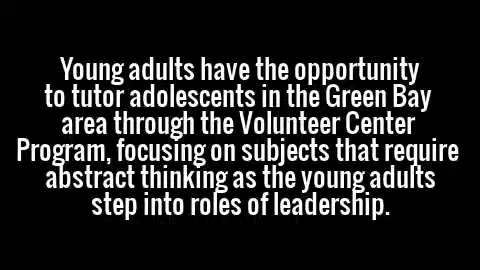 Young adults have the opportunity
to tutor adolescents in the Green Bay
area through the Volunteer Center
Program, focusing on subjects that require
abstract thinking as the young adults
step into roles of leadership.